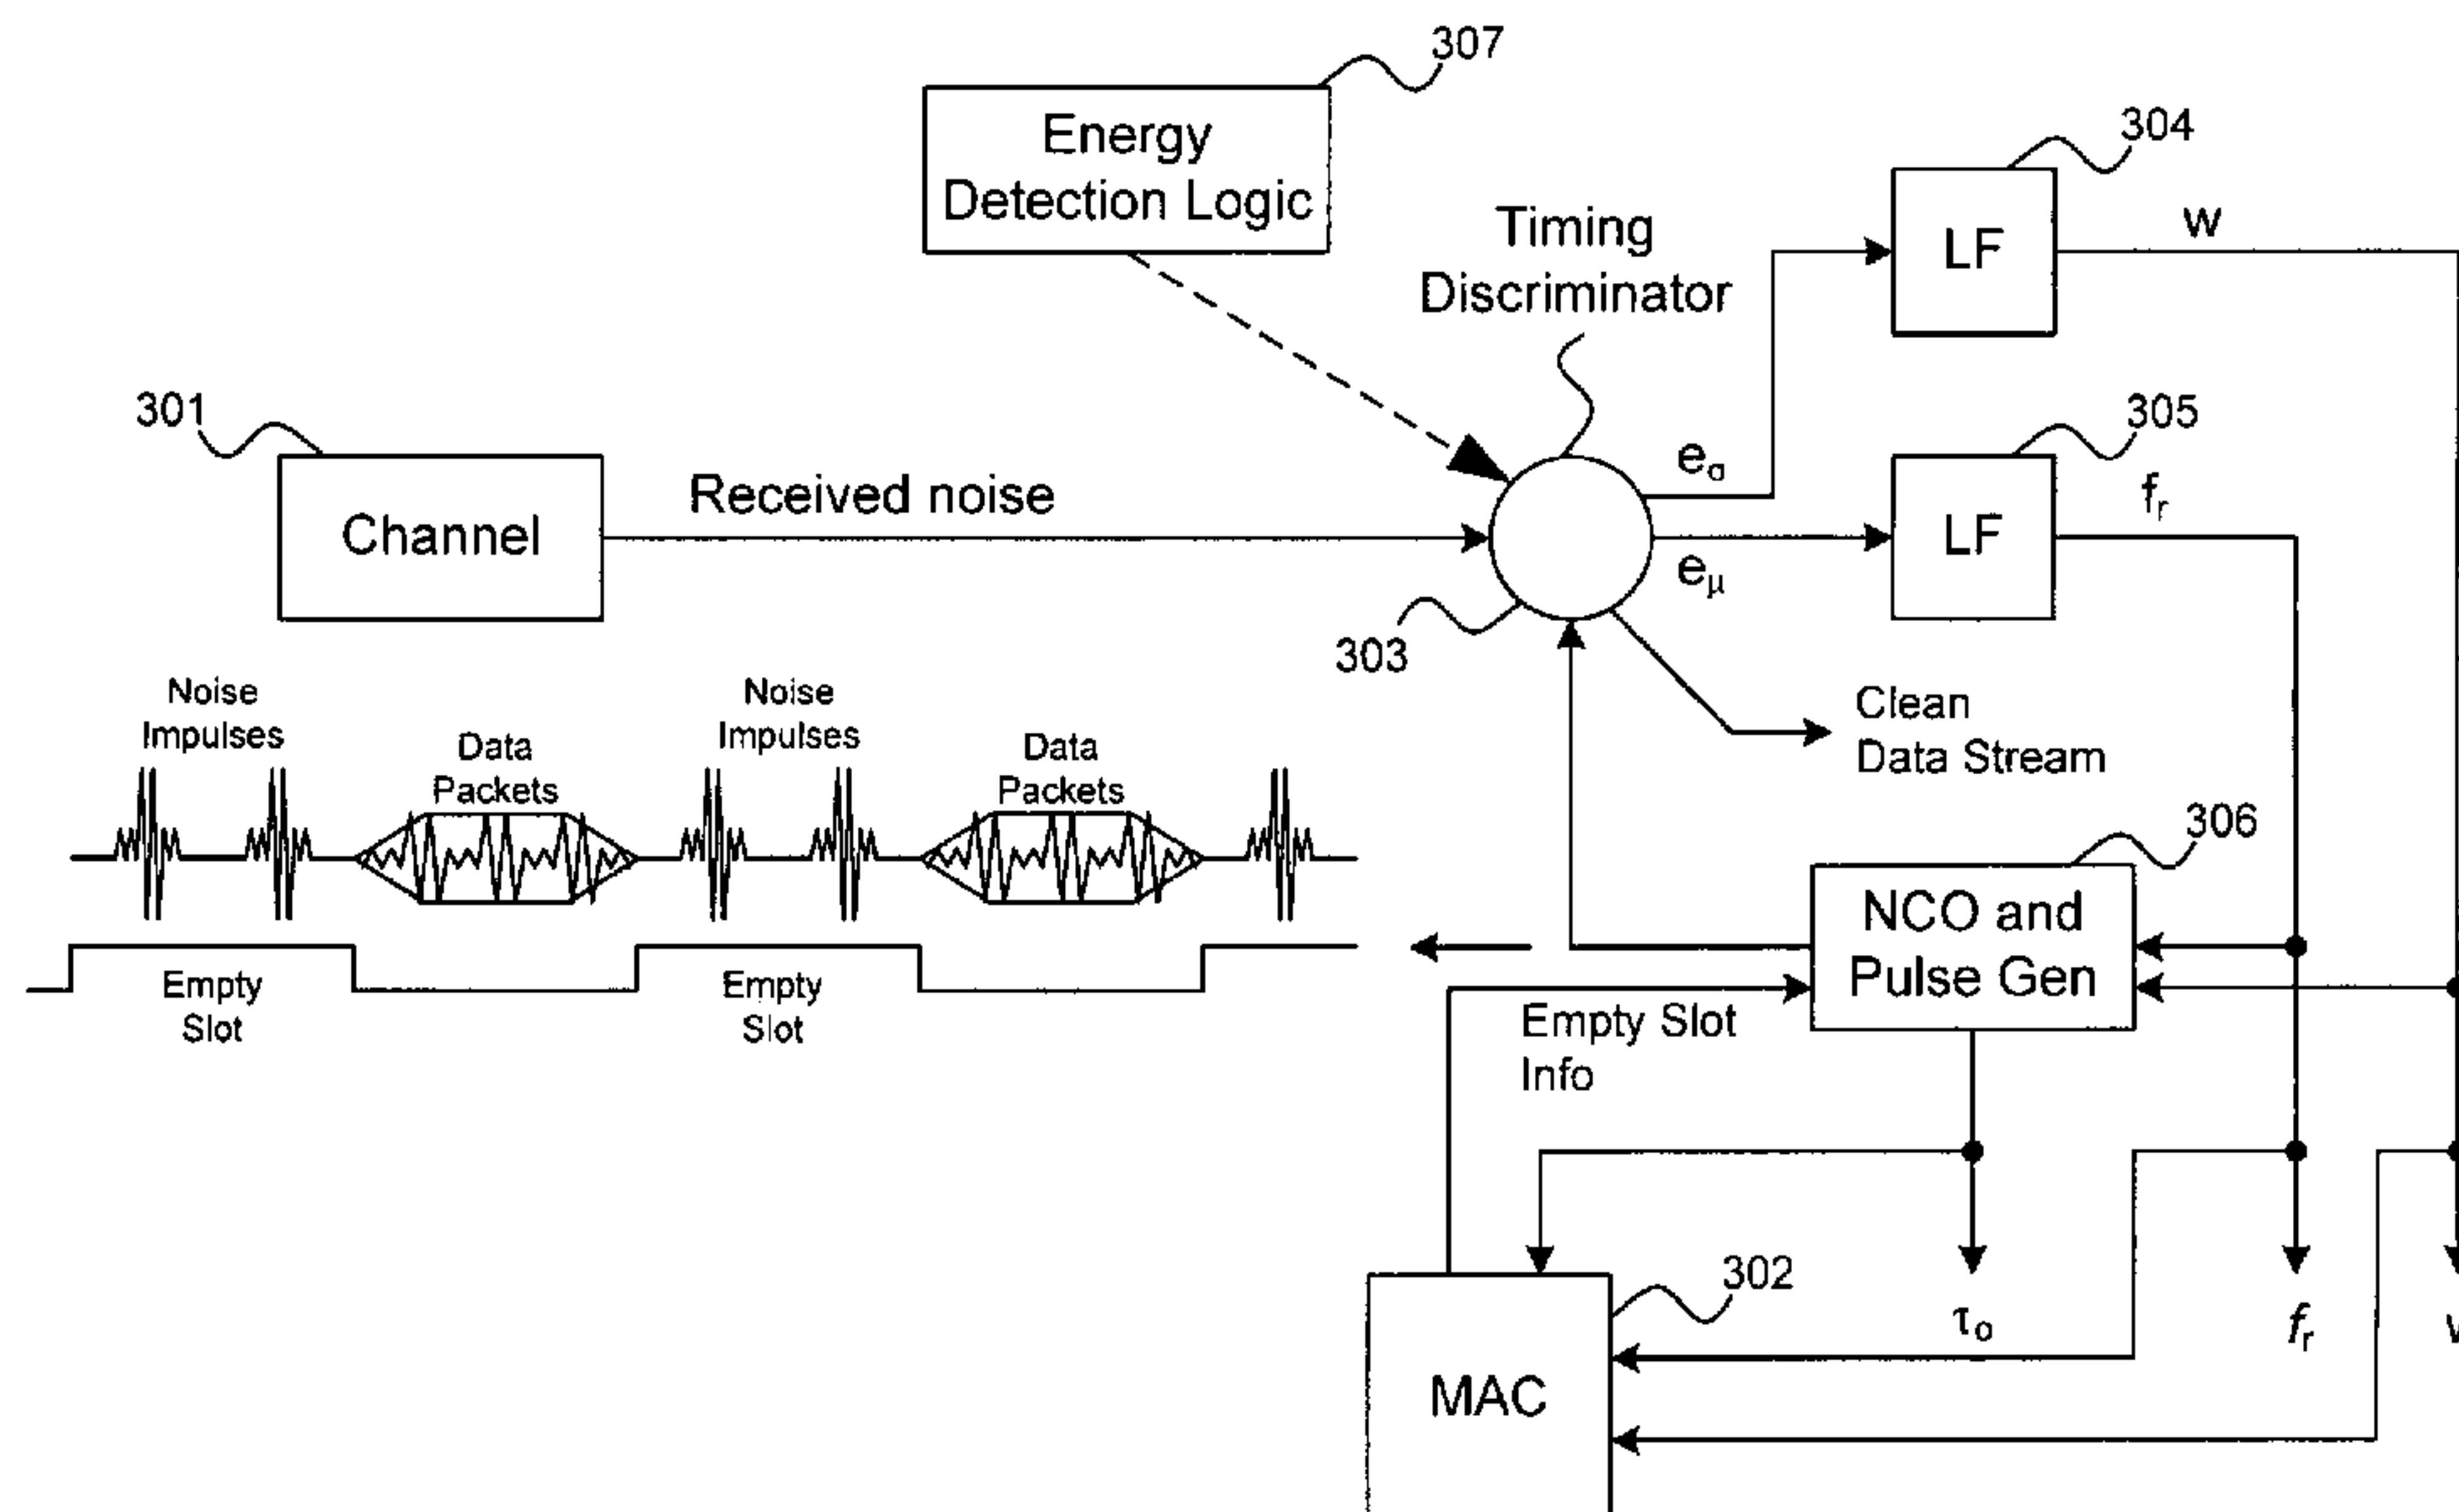 307
Energy
Detection Logic
304
LF
w
Timing
Discriminator
301
Channel
Received noise
303
eσ
eμ
305
LF
fr
Clean
Data Stream
Noise
Impulses
Data
Packets
Noise
Impulses
Data
Packets
Empty
Slot
Empty
Slot
306
NCO and
Pulse Gen
Empty Slot
Info
302
MAC
τo
fr